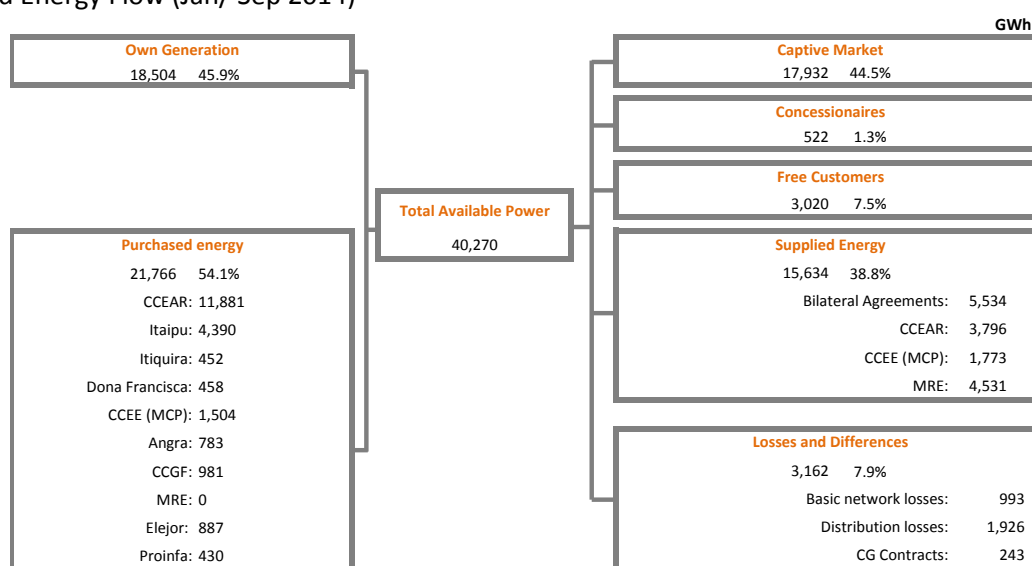 d Energy Flow (Jan/ Sep 2014)
GWh
Own Generation
18,504 45.9%
Purchased energy
21,766 54.1%
CCEAR: 11,881
Itaipu: 4,390
Itiquira: 452
Dona Francisca: 458
CCEE (MCP): 1,504
Angra: 783
CCGF: 981
MRE: 0
Elejor: 887
Proinfa: 430
Total Available Power
40,270
Captive Market
17,932 44.5%
Concessionaires
522 1.3%
Free Customers
3,020 7.5%
Supplied Energy
15,634 38.8%
Bilateral Agreements: 5,534
CCEAR: 3,796
CCEE (MCP): 1,773
MRE: 4,531
Losses and Differences
3,162 7.9%
Basic network losses: 993
Distribution losses: 1,926
CG Contracts: 243